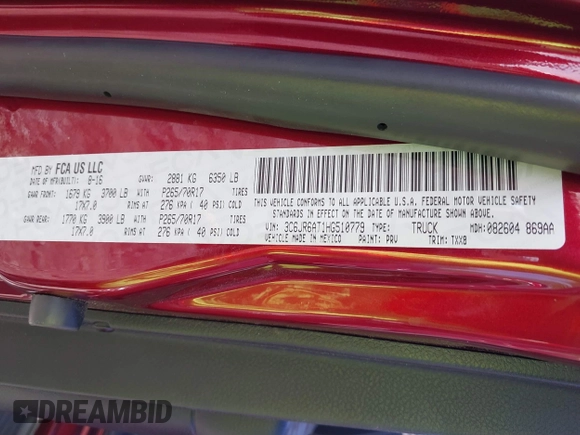 MFD BY FCA US LLC
DATE OF MFR/BUILT: 8-16 GVWR: 2881 KG 6350 LB
GAWR FRONT: 1679 KG 3700 LB WITH P265/70R17 TIRES
17X7.0 RIMS AT 276 KPA ( 40 PSI) COLD
GAWR REAR: 1770 KG 3900 LB WITH P265/70R17 TIRES
17X7.0 RIMS AT 276 KPA ( 40 PSI) COLD
THIS VEHICLE CONFORMS TO ALL APPLICABLE U.S.A. FEDERAL MOTOR VEHICLE SAFETY
STANDARDS IN EFFECT ON THE DATE OF MANUFACTURE SHOWN ABOVE.
VIN: 3C6JR6AT1HG510779 TYPE: TRUCK MDH: 082604 869AA
VEHICLE MADE IN MEXICO PAINT: PRV TRIM: TXX8
DREAMBID